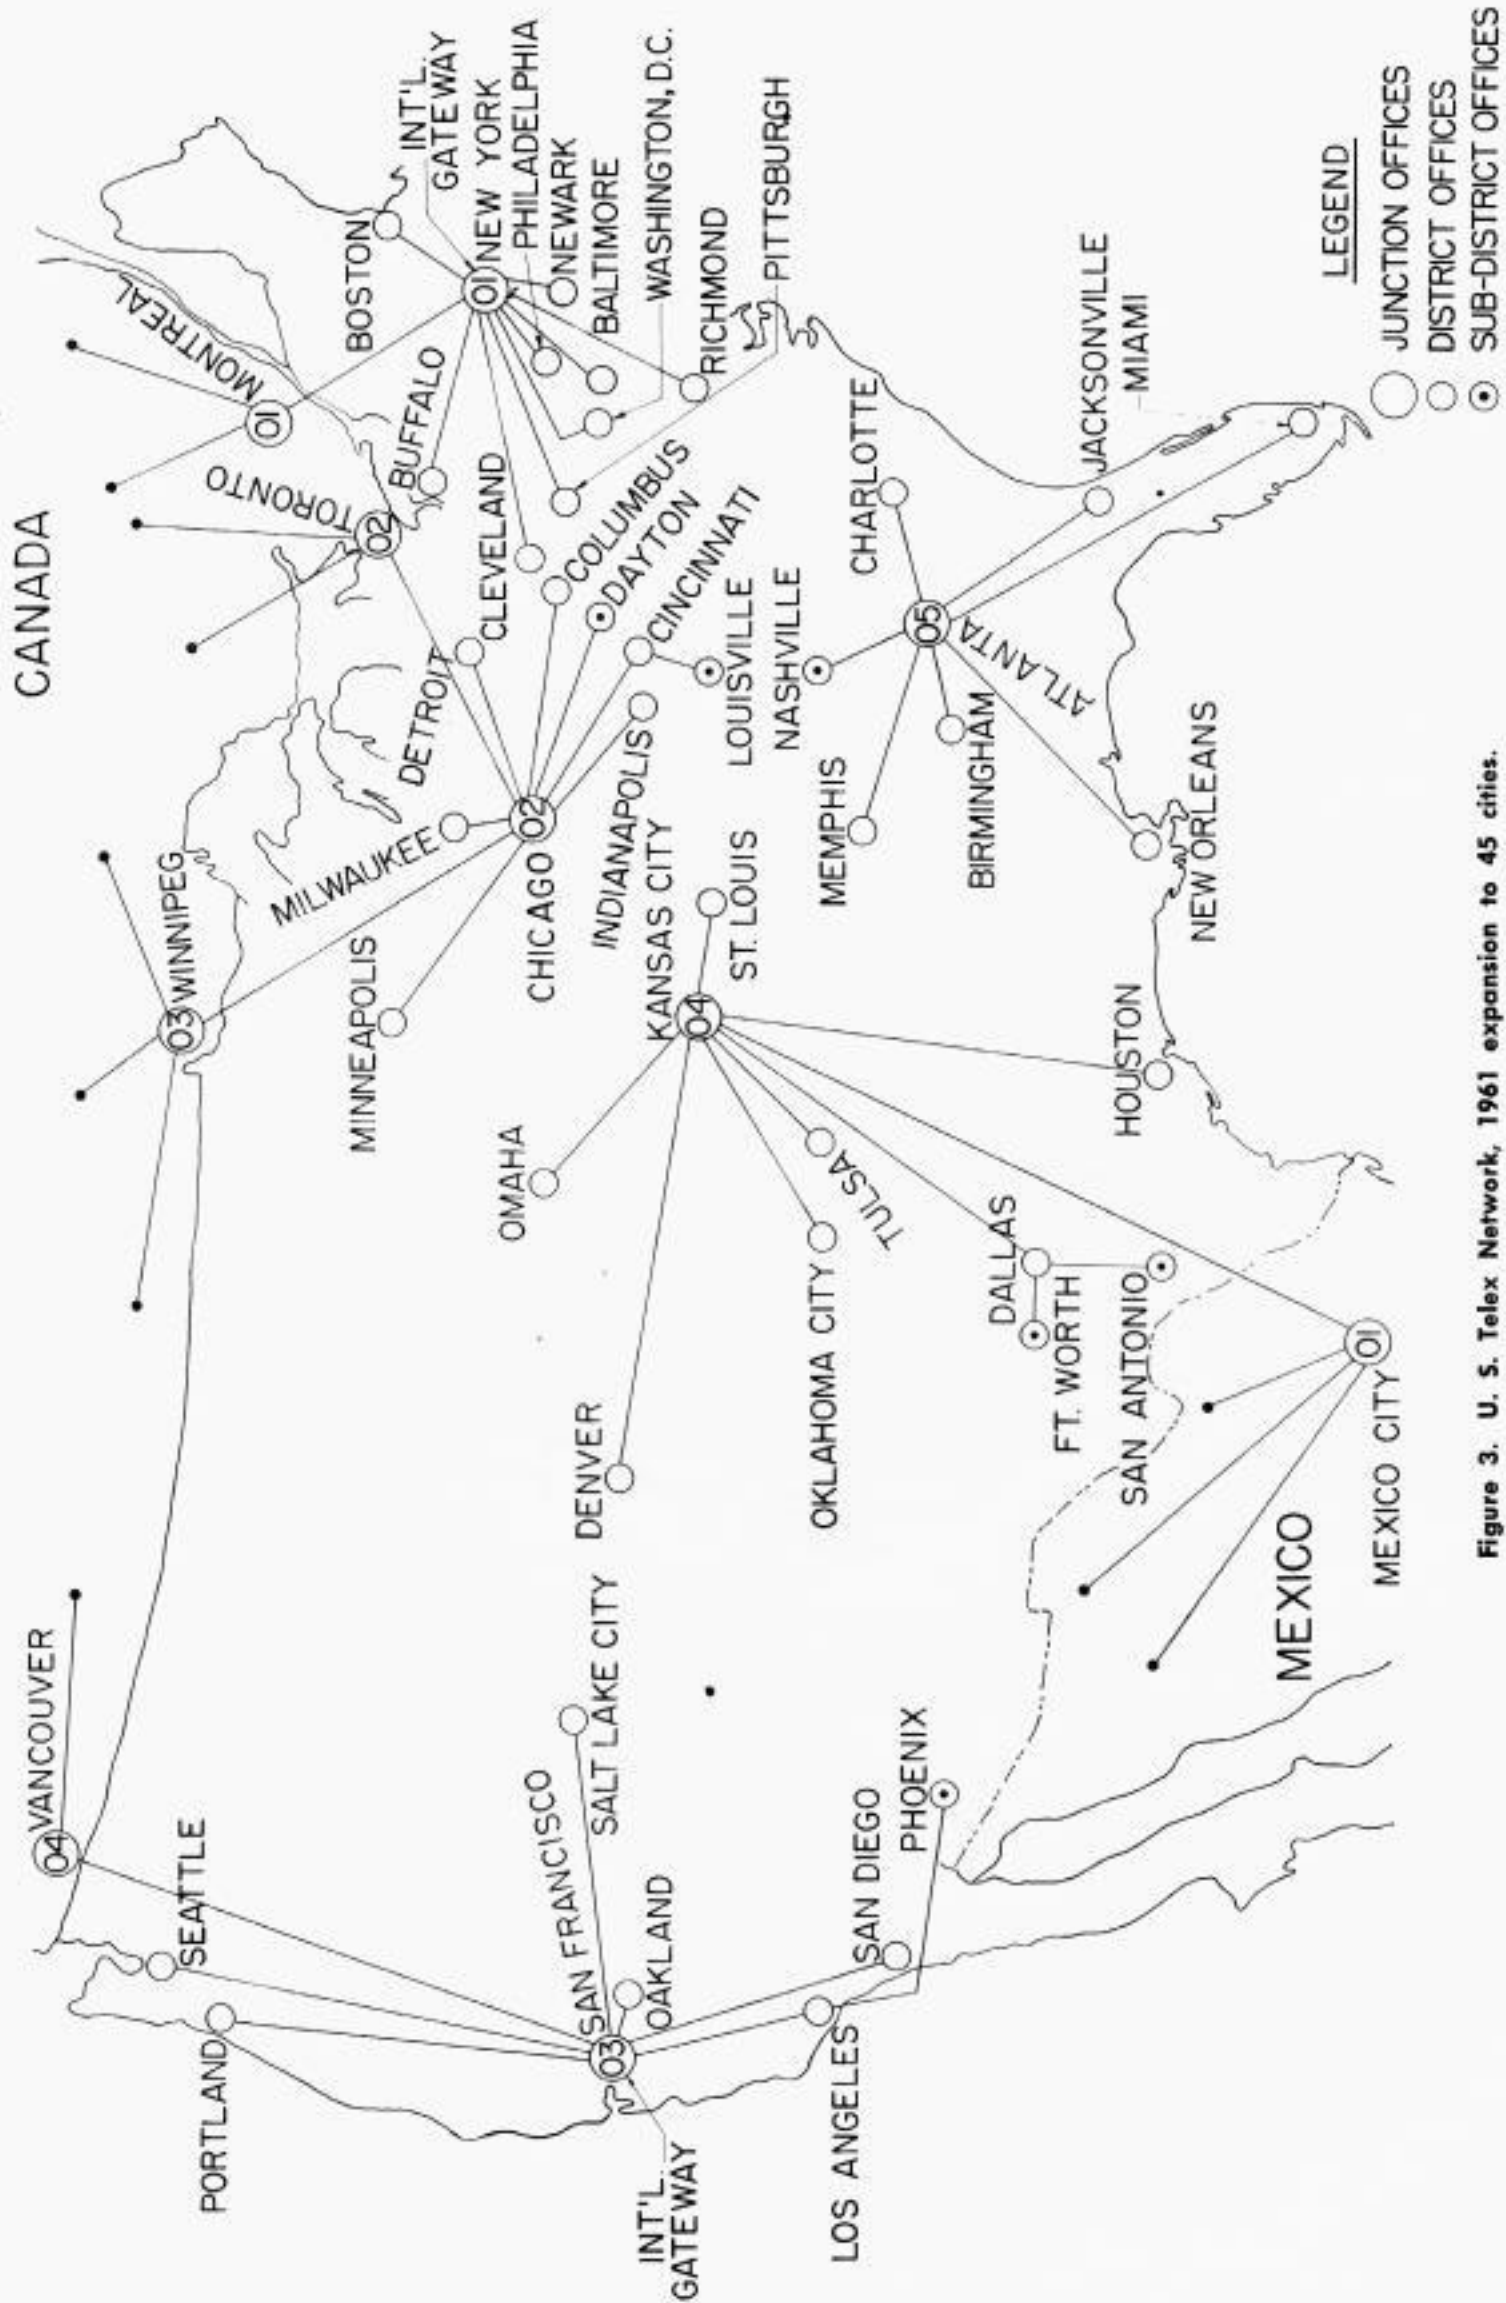 CANADA
04 VANCOUVER
SEATTLE
PORTLAND
03 WINNIPEG
01
MONTREAL
02
TORONTO
BOSTON
INT'L.
GATEWAY
01 NEW YORK
PHILADELPHIA
NEWARK
BALTIMORE
WASHINGTON, D.C.
RICHMOND
PITTSBURGH
BUFFALO
CLEVELAND
COLUMBUS
DAYTON
CINCINNATI
DETROIT
MILWAUKEE
MINNEAPOLIS
02
CHICAGO
INDIANAPOLIS
LOUISVILLE
NASHVILLE
KANSAS CITY
04
ST. LOUIS
OMAHA
DENVER
SALT LAKE CITY
SAN FRANCISCO
03
OAKLAND
INT'L.
GATEWAY
LOS ANGELES
SAN DIEGO
PHOENIX
OKLAHOMA CITY
TULSA
DALLAS
FT. WORTH
SAN ANTONIO
HOUSTON
MEMPHIS
BIRMINGHAM
05
ATLANTA
CHARLOTTE
JACKSONVILLE
MIAMI
NEW ORLEANS
MEXICO
01
MEXICO CITY
LEGEND
JUNCTION OFFICES
DISTRICT OFFICES
SUB-DISTRICT OFFICES
Figure 3. U. S. Telex Network, 1961 expansion to 45 cities.